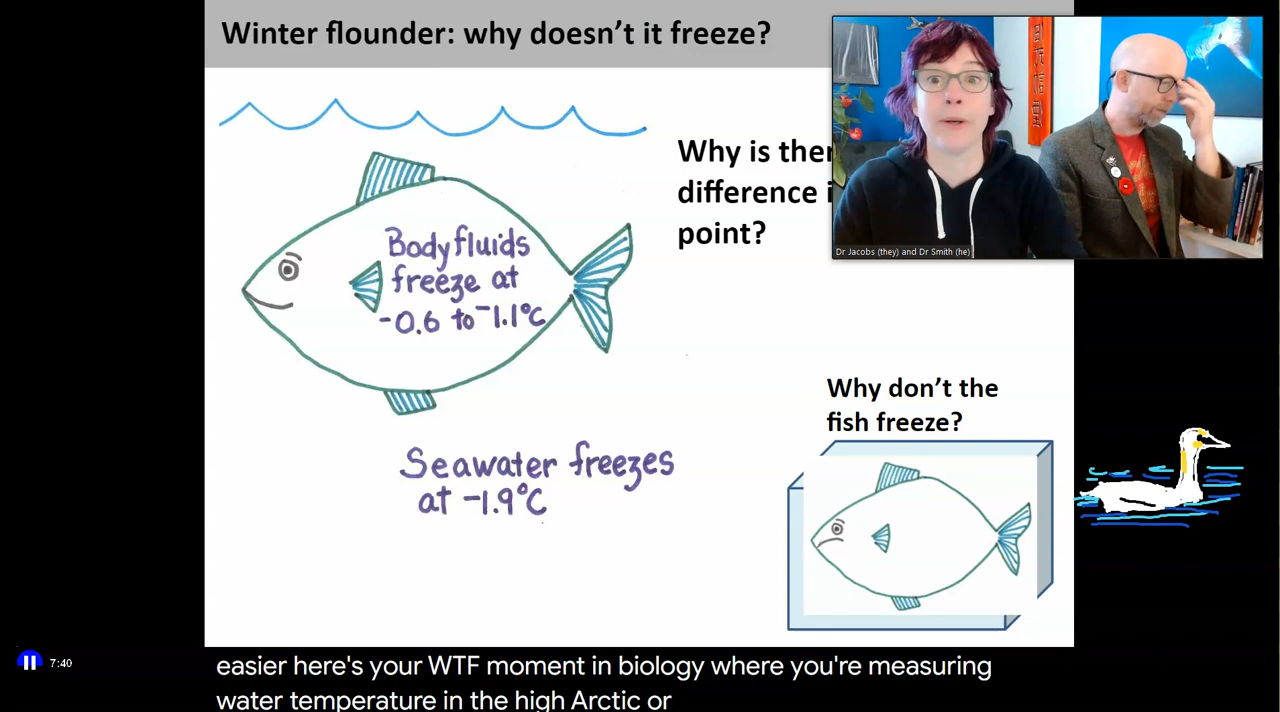 Winter flounder: why doesn't it freeze?
Why is ther
difference i
point?
Dr Jacobs (they) and Dr Smith (he)
Body fluids
freeze at
-0.6 to -1.1°C
Seawater freezes
at -1.9°C
Why don't the
fish freeze?
7:40
easier here's your WTF moment in biology where you're measuring
water temperature in the high Arctic or